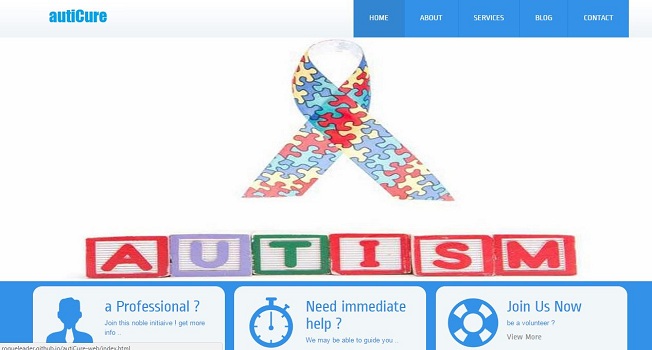 autiCure
HOME ABOUT SERVICES BLOG CONTACT
AUTISM
a Professional ?
Join this noble initiaive ! get more
info ..
Need immediate
help ?
We may be able to guide you ..
Join Us Now
be a volunteer ?
View More
rogueleader.github.io/autiCure-web/index.html